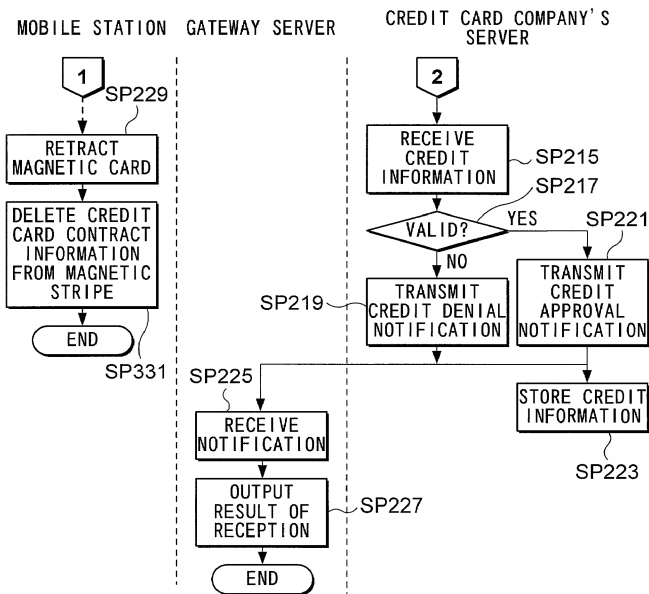 MOBILE STATION
GATEWAY SERVER
CREDIT CARD COMPANY'S
SERVER
1
SP229
RETRACT
MAGNETIC CARD
DELETE CREDIT
CARD CONTRACT
INFORMATION
FROM MAGNETIC
STRIPE
END
SP331
2
RECEIVE
CREDIT
INFORMATION
SP215
SP217
VALID?
YES
NO
SP221
SP219
TRANSMIT
CREDIT DENIAL
NOTIFICATION
TRANSMIT
CREDIT
APPROVAL
NOTIFICATION
SP225
RECEIVE
NOTIFICATION
STORE CREDIT
INFORMATION
SP223
OUTPUT
RESULT OF
RECEPTION
SP227
END